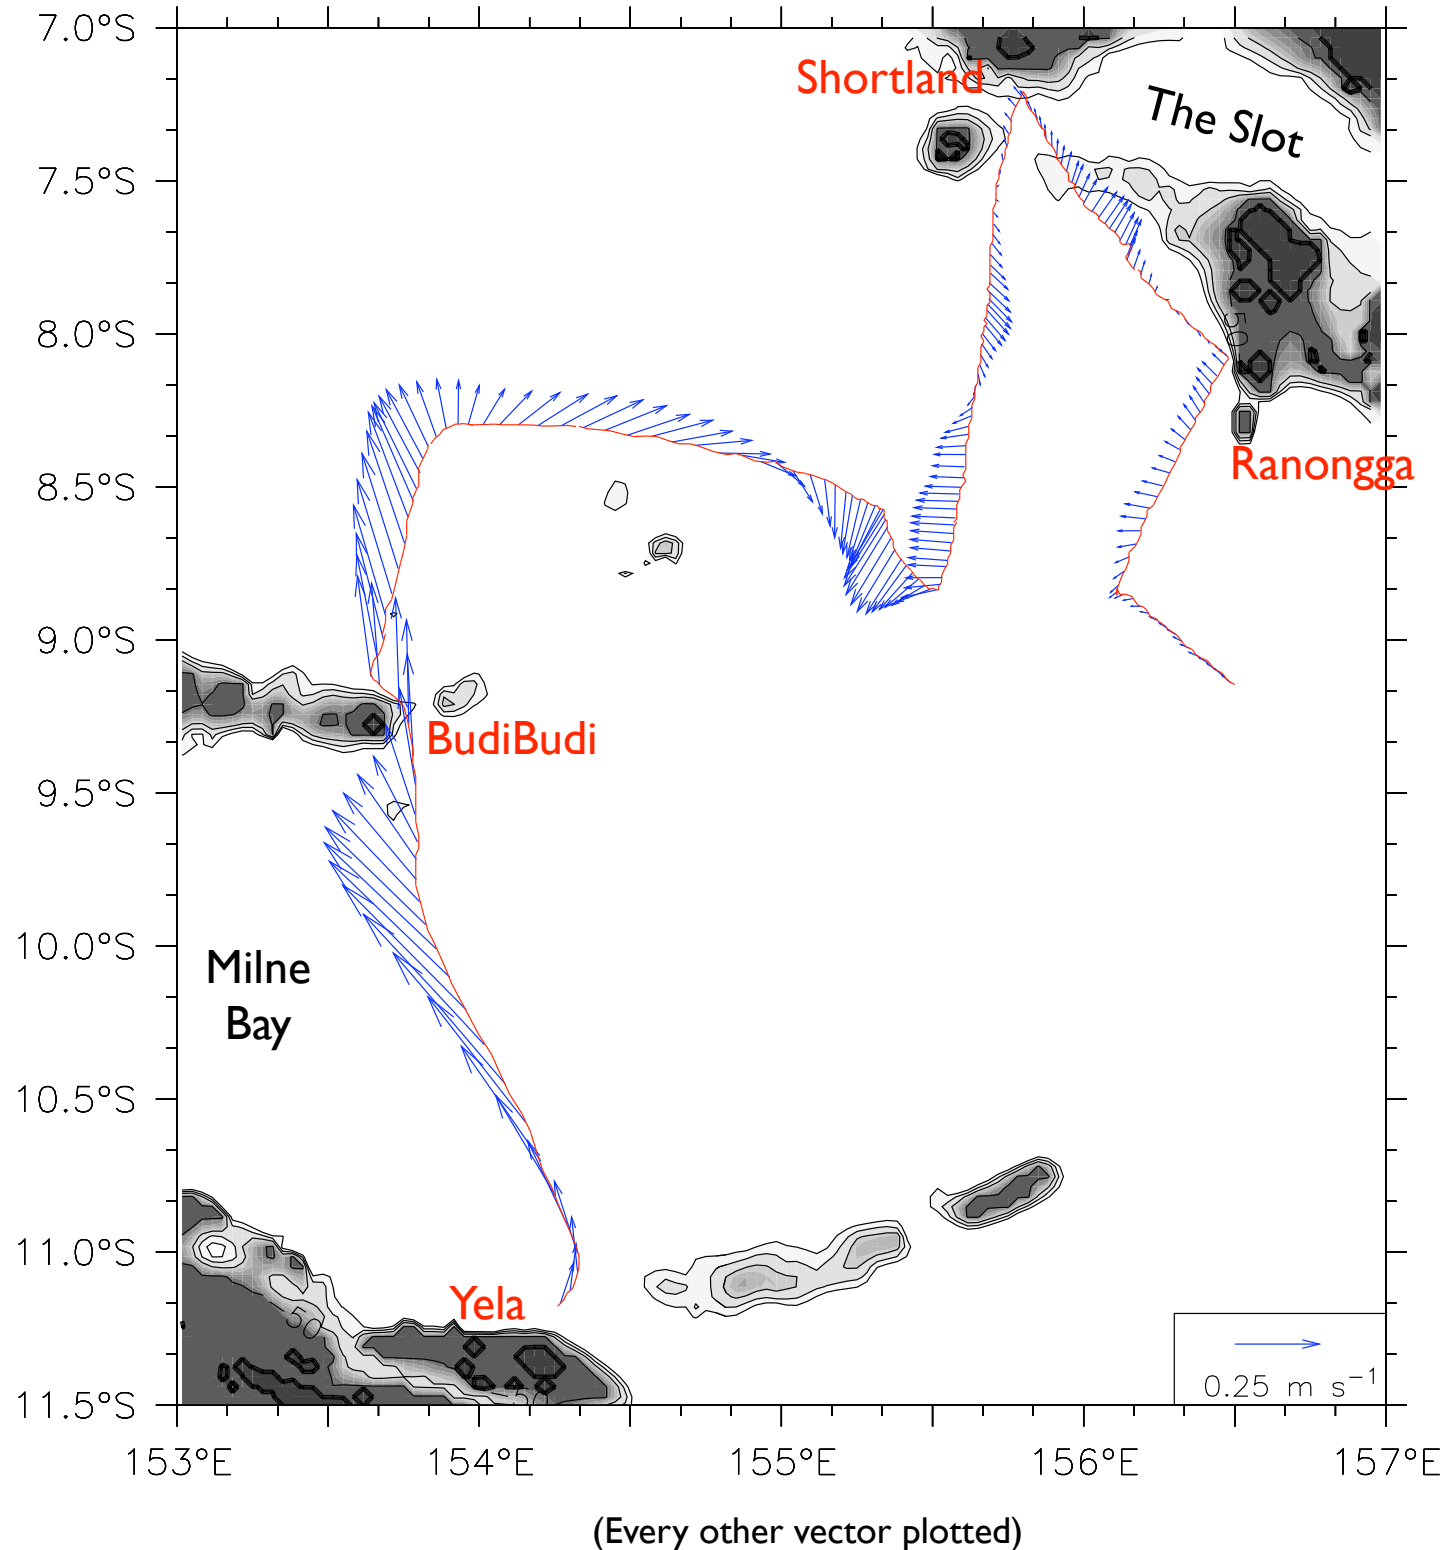 7.0°S
Shortland
The Slot
7.5°S
8.0°S
50
8.5°S
Ranongga
9.0°S
BudiBudi
9.5°S
10.0°S
Milne
Bay
10.5°S
11.0°S
Yela
50
50
0.25 m s⁻¹
11.5°S
153°E 154°E 155°E 156°E 157°E
(Every other vector plotted)